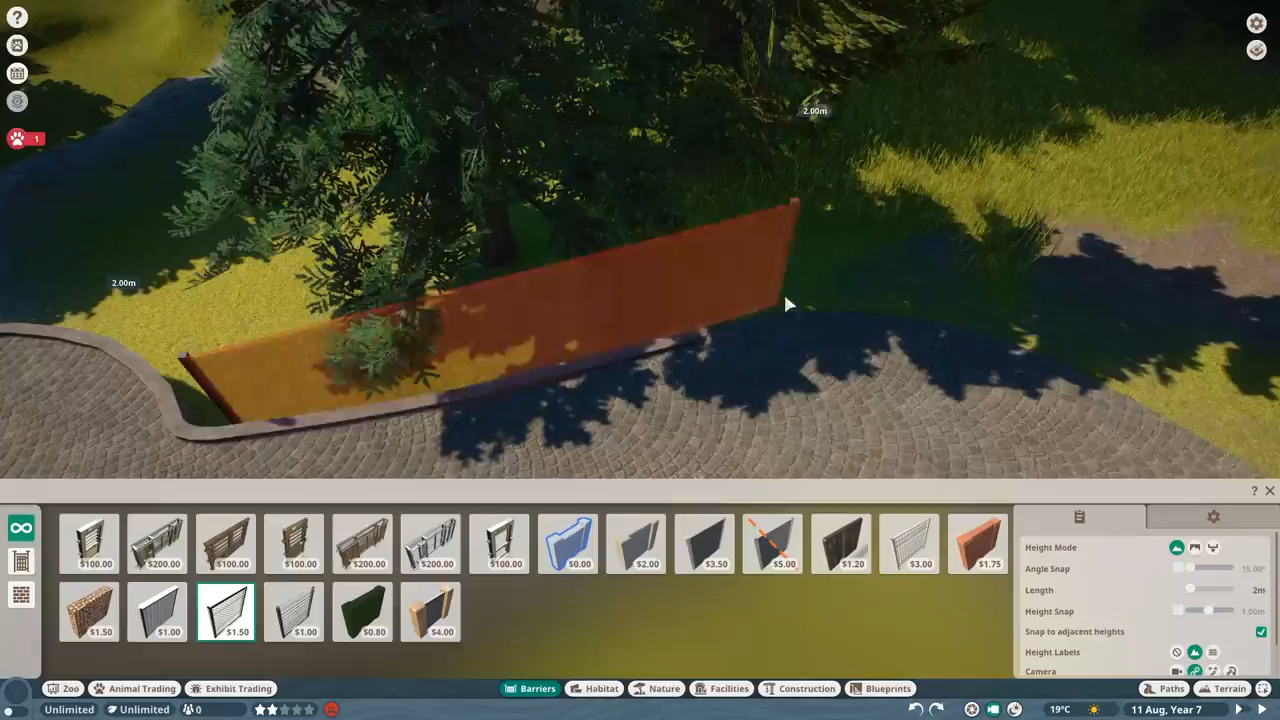 ?
1
2.00m
2.00m
? ×
$100.00 $200.00 $100.00 $100.00 $200.00 $200.00 $100.00 $0.00 $2.00 $3.50 $5.00 $1.20 $3.00 $1.75
$1.50 $1.00 $1.50 $1.00 $0.80 $4.00
Height Mode
Angle Snap 15.00°
Length 2m
Height Snap 1.00m
Snap to adjacent heights
Height Labels
Camera
Zoo Animal Trading Exhibit Trading Barriers Habitat Nature Facilities Construction Blueprints Paths Terrain
Unlimited Unlimited 0 19°C 11 Aug, Year 7